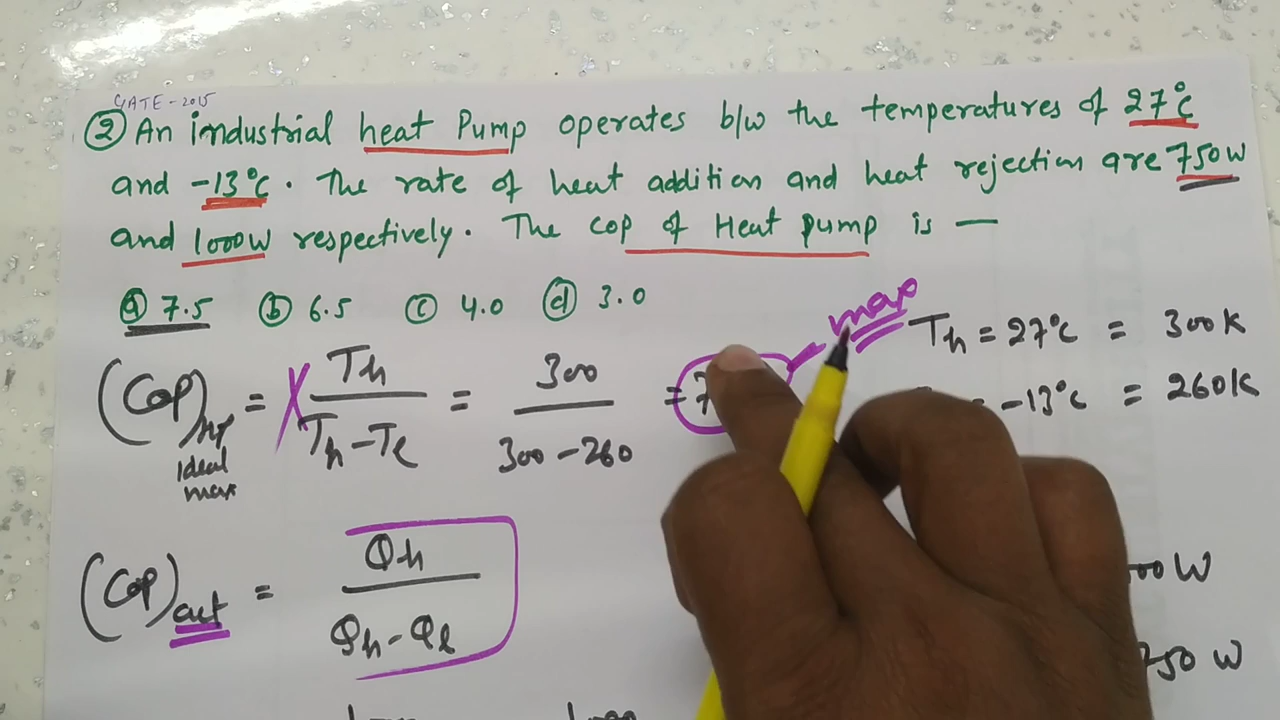 GATE-2015
② An industrial heat Pump operates b/w the temperatures of 27°C
and -13°C. The rate of heat addition and heat rejection are 750W
and 1000W respectively. The COP of Heat pump is —
ⓐ 7.5 ⓑ 6.5 ⓒ 4.0 ⓓ 3.0
max
Th = 27°C = 300K
-13°C = 260K
(COP)HP = Th / Th-Tl = 300 / 300-260 =
Ideal
max
(COP)act = Qh / Qh-Ql
W
750 W